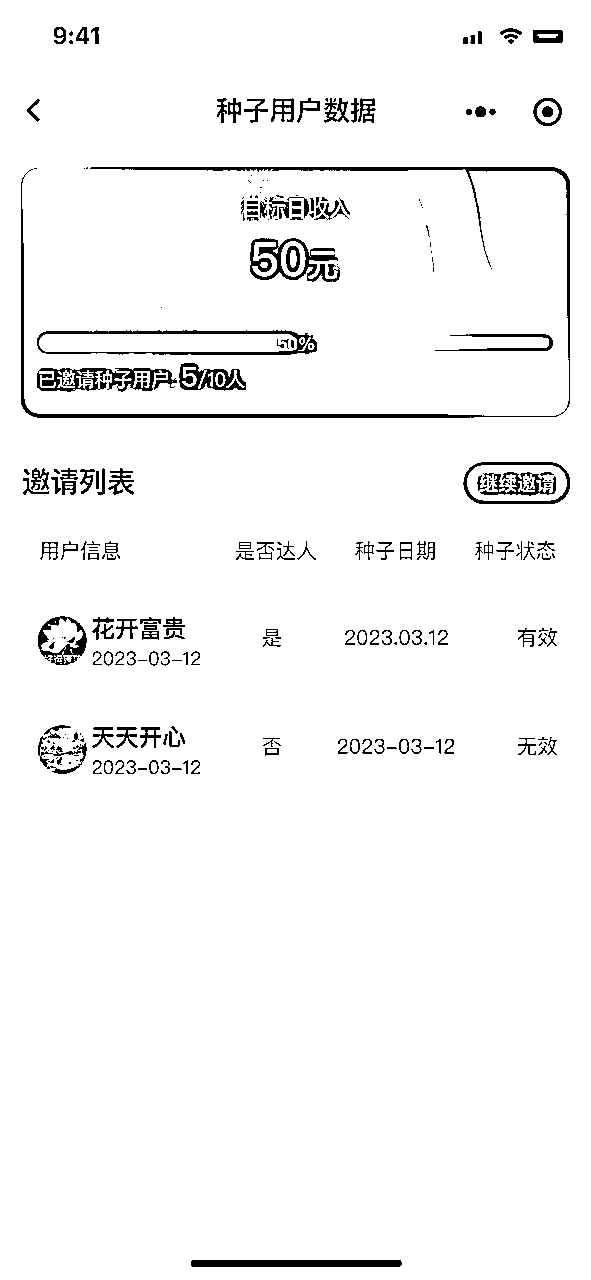 9:41
种子用户数据
目标日收入
50元
50%
已邀请种子用户: 5/10人
邀请列表 继续邀请
用户信息 是否达人 种子日期 种子状态
花开富贵 是 2023.03.12 有效
2023-03-12
天天开心 否 2023-03-12 无效
2023-03-12